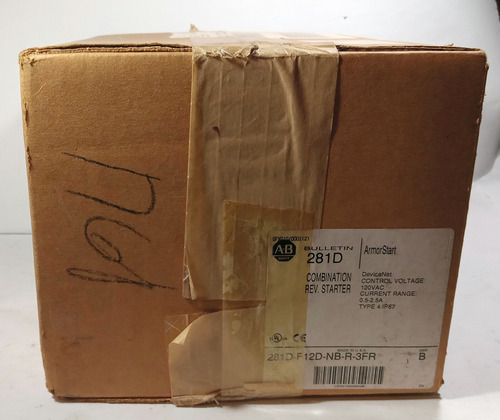 AB
BULLETIN
281D
ArmorStart
COMBINATION
REV. STARTER
DeviceNet
CONTROL VOLTAGE:
120VAC
CURRENT RANGE:
0.5-2.5A
TYPE 4/IP67
281D-F12D-NB-R-3FR
B